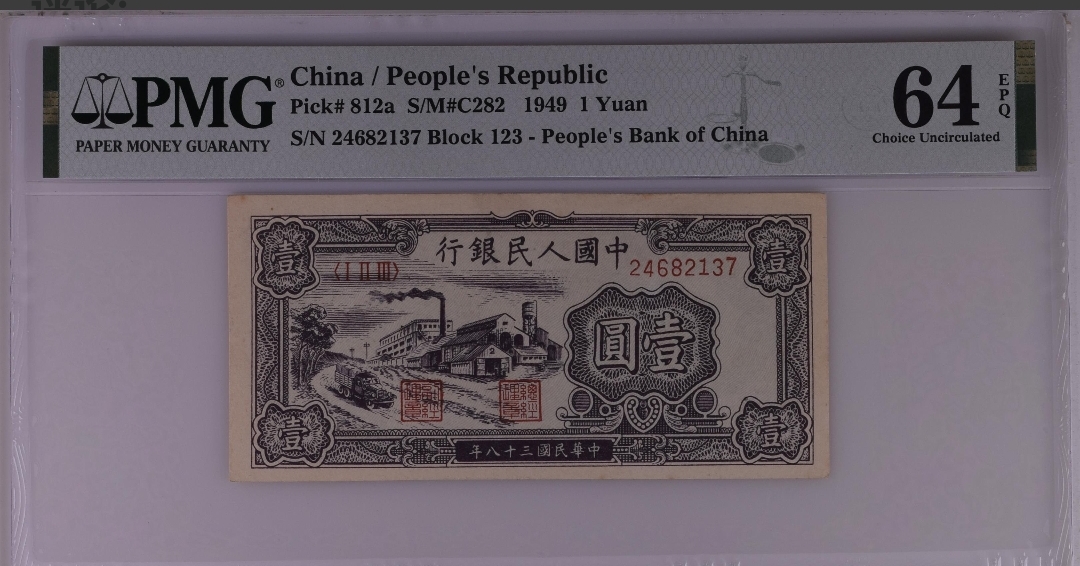 PMG®
PAPER MONEY GUARANTY
China / People's Republic
Pick# 812a S/M#C282 1949 1 Yuan
S/N 24682137 Block 123 - People's Bank of China
64
EPQ
Choice Uncirculated
中國人民銀行
壹
壹
〈I II III〉
24682137
壹圓
壹
壹
中華民國三十八年